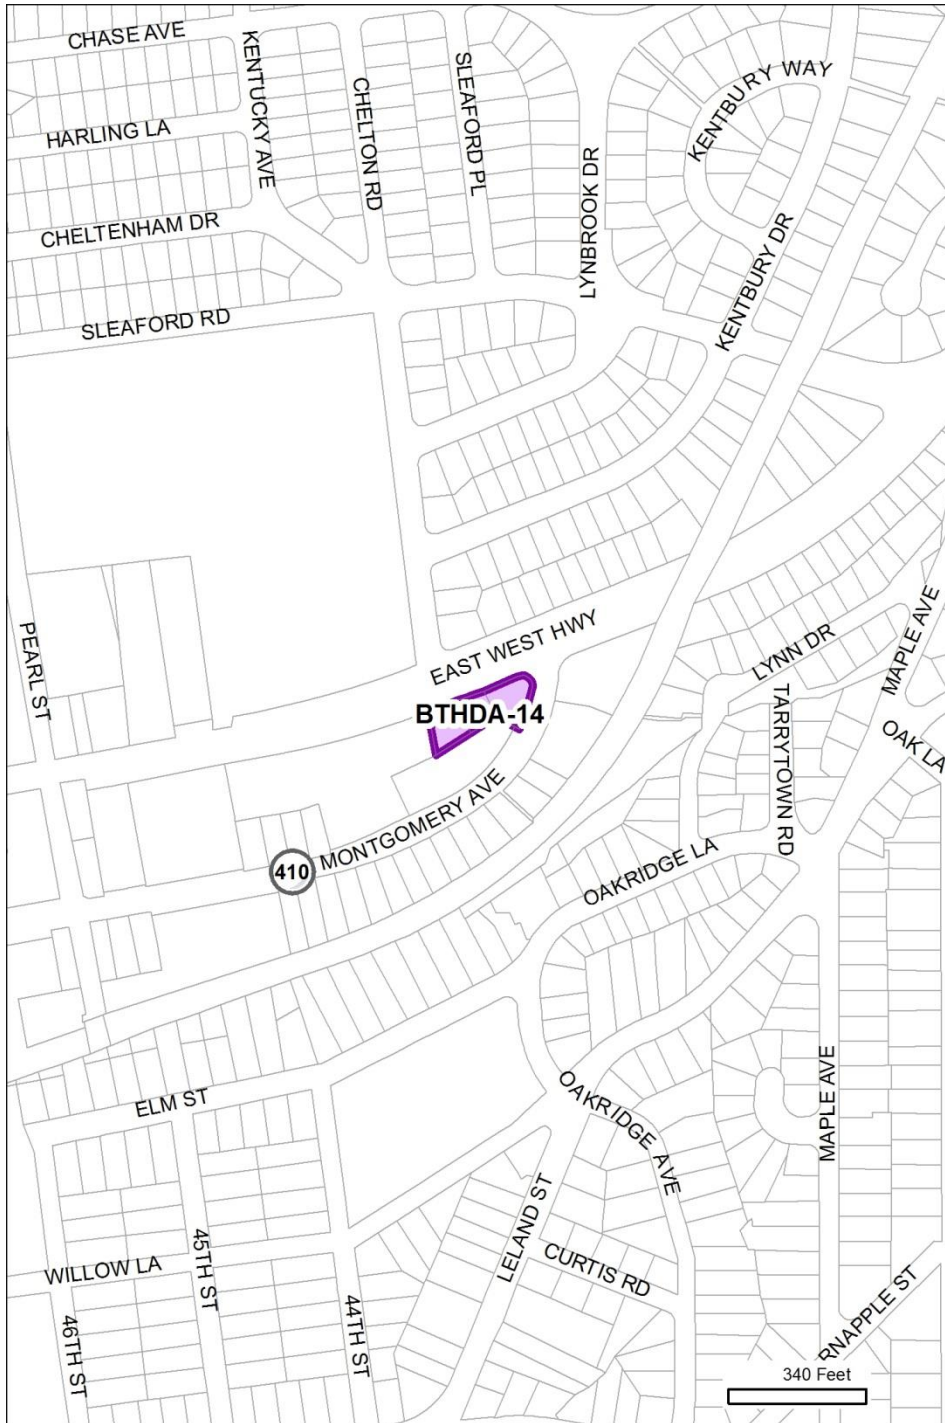 CHASE AVE
KENTUCKY AVE
CHELTON RD
SLEAFORD PL
KENTBURY WAY
HARLING LA
LYNBROOK DR
CHELTENHAM DR
KENTBURY DR
SLEAFORD RD
EAST WEST HWY
PEARL ST
LYNN DR
MAPLE AVE
BTHDA-14
TARRYTOWN RD
OAK LA
MONTGOMERY AVE
410
OAKRIDGE LA
ELM ST
OAKRIDGE AVE
MAPLE AVE
LELAND ST
45TH ST
WILLOW LA
CURTIS RD
44TH ST
46TH ST
RNAPPLE ST
340 Feet